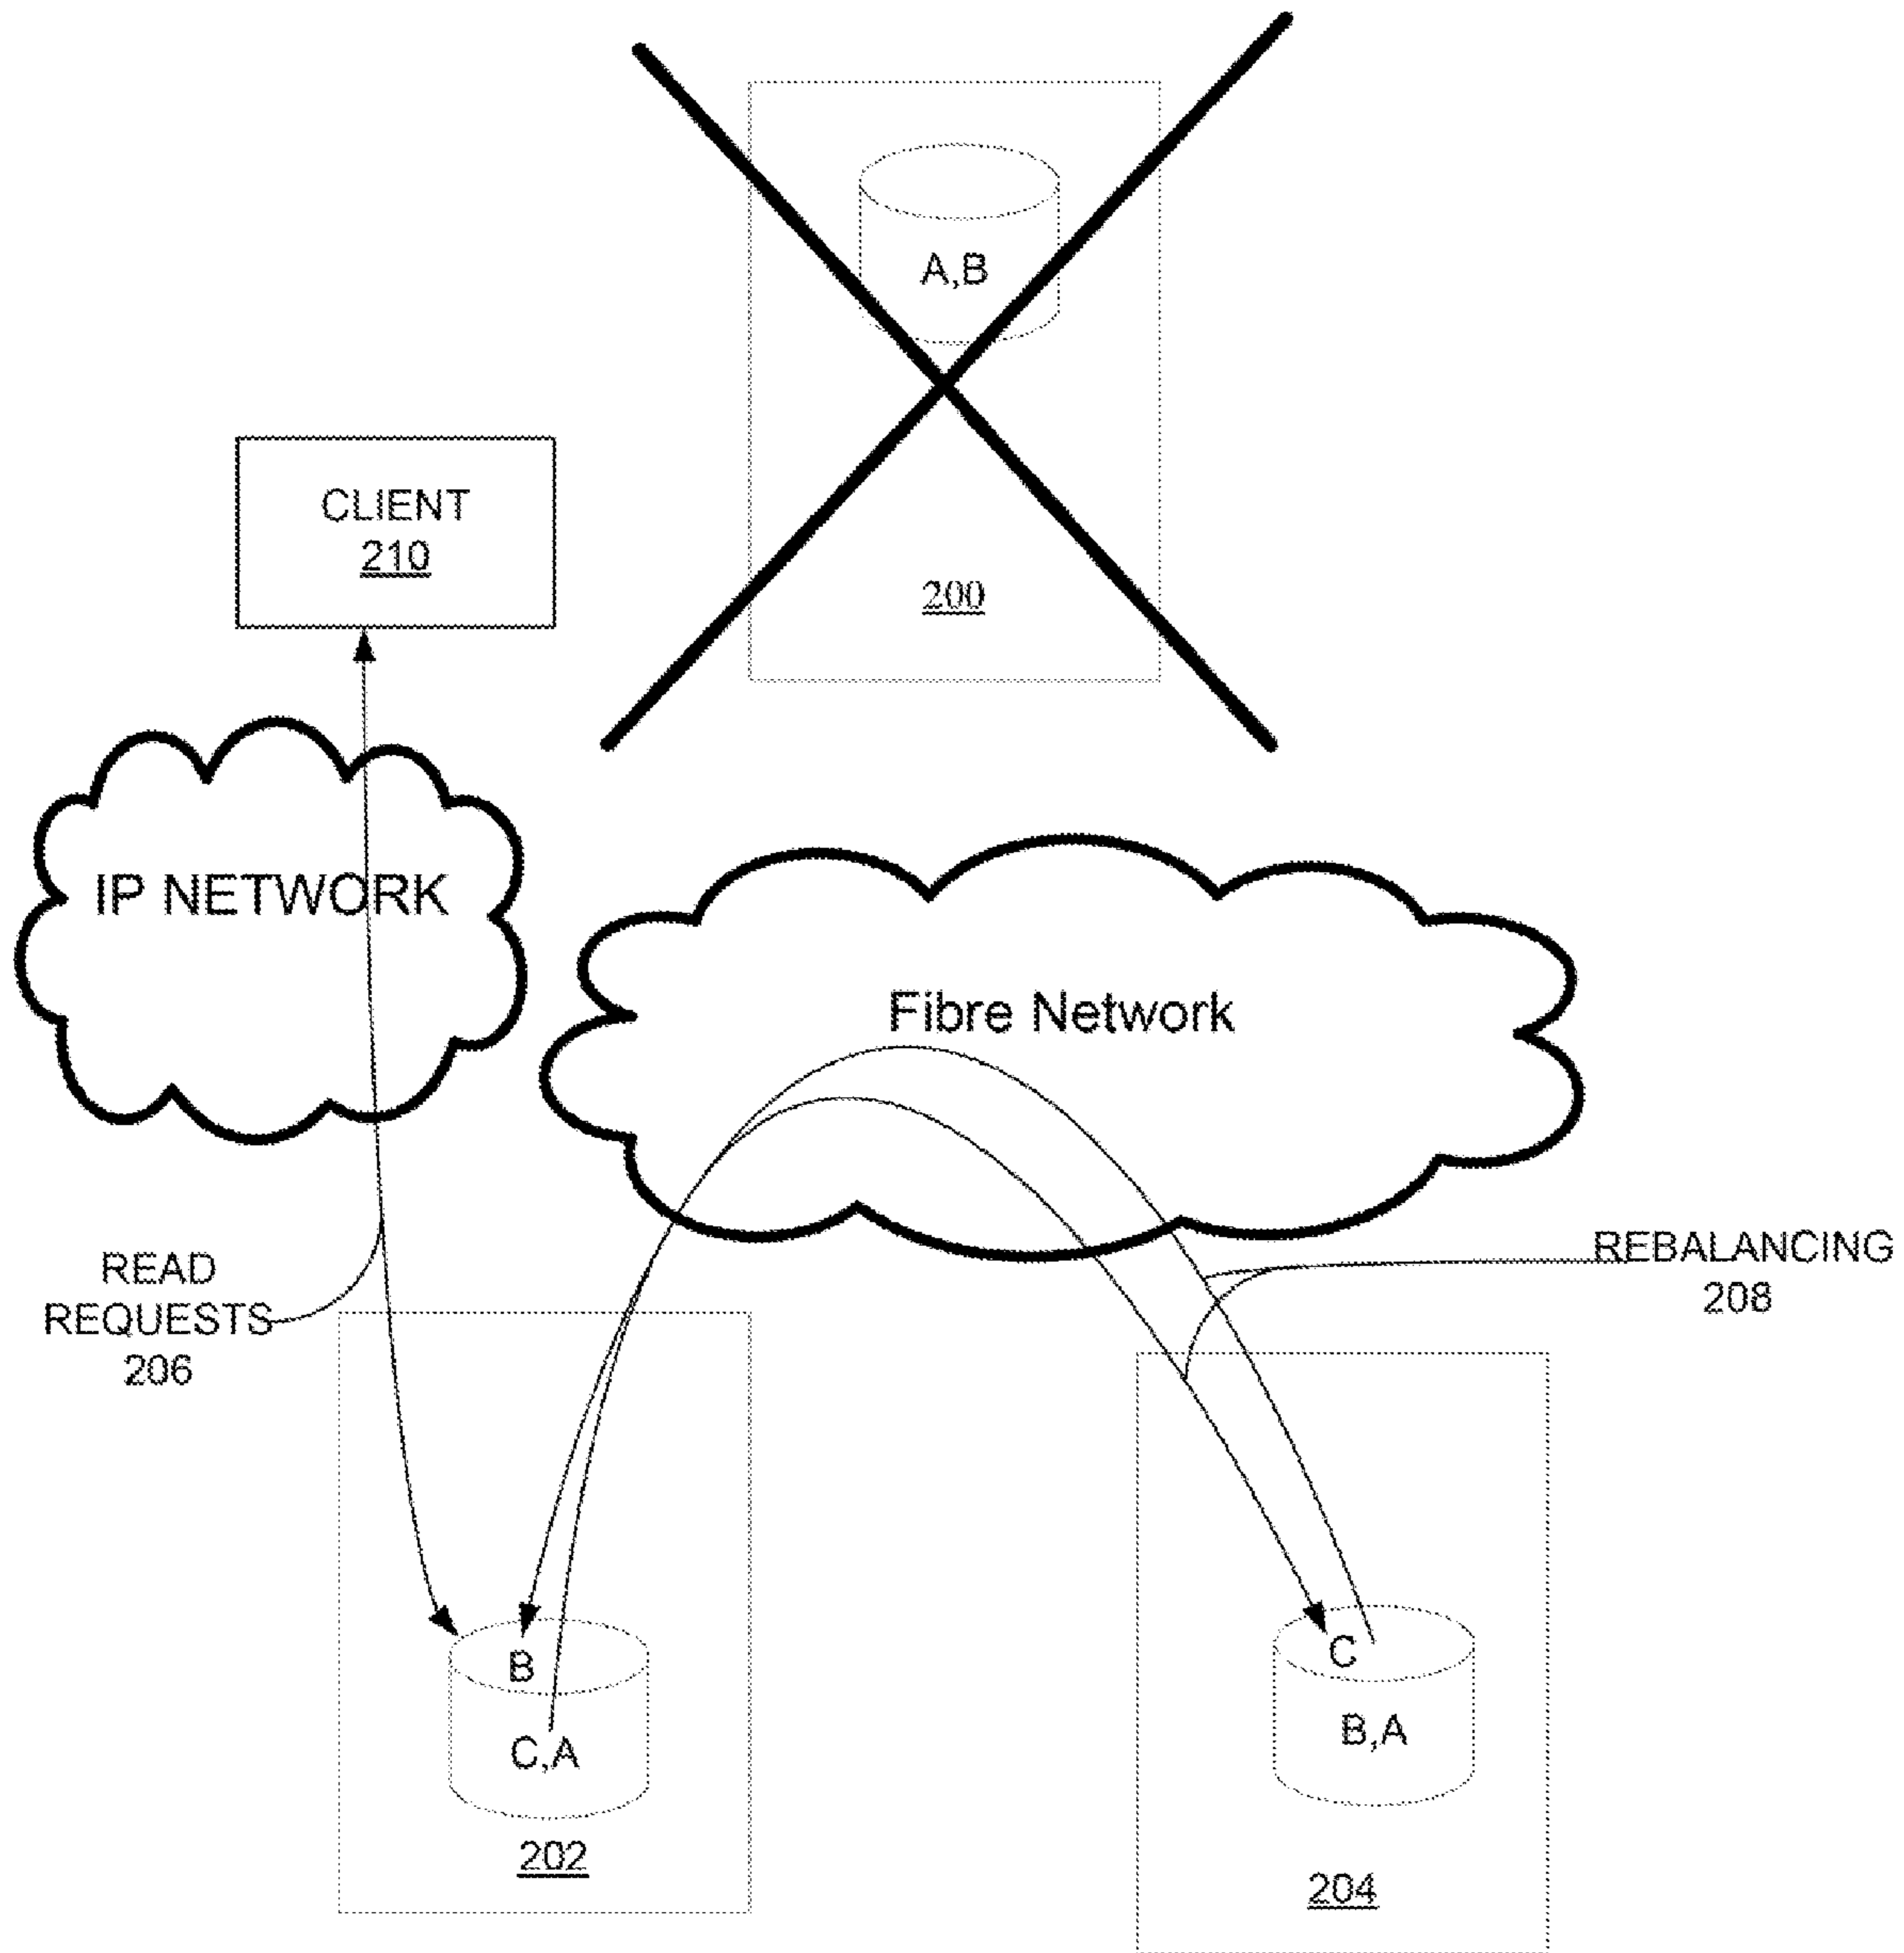 A,B
CLIENT
210
200
IP NETWORK
Fibre Network
READ
REQUESTS
206
REBALANCING
208
B
C,A
202
C
B,A
204